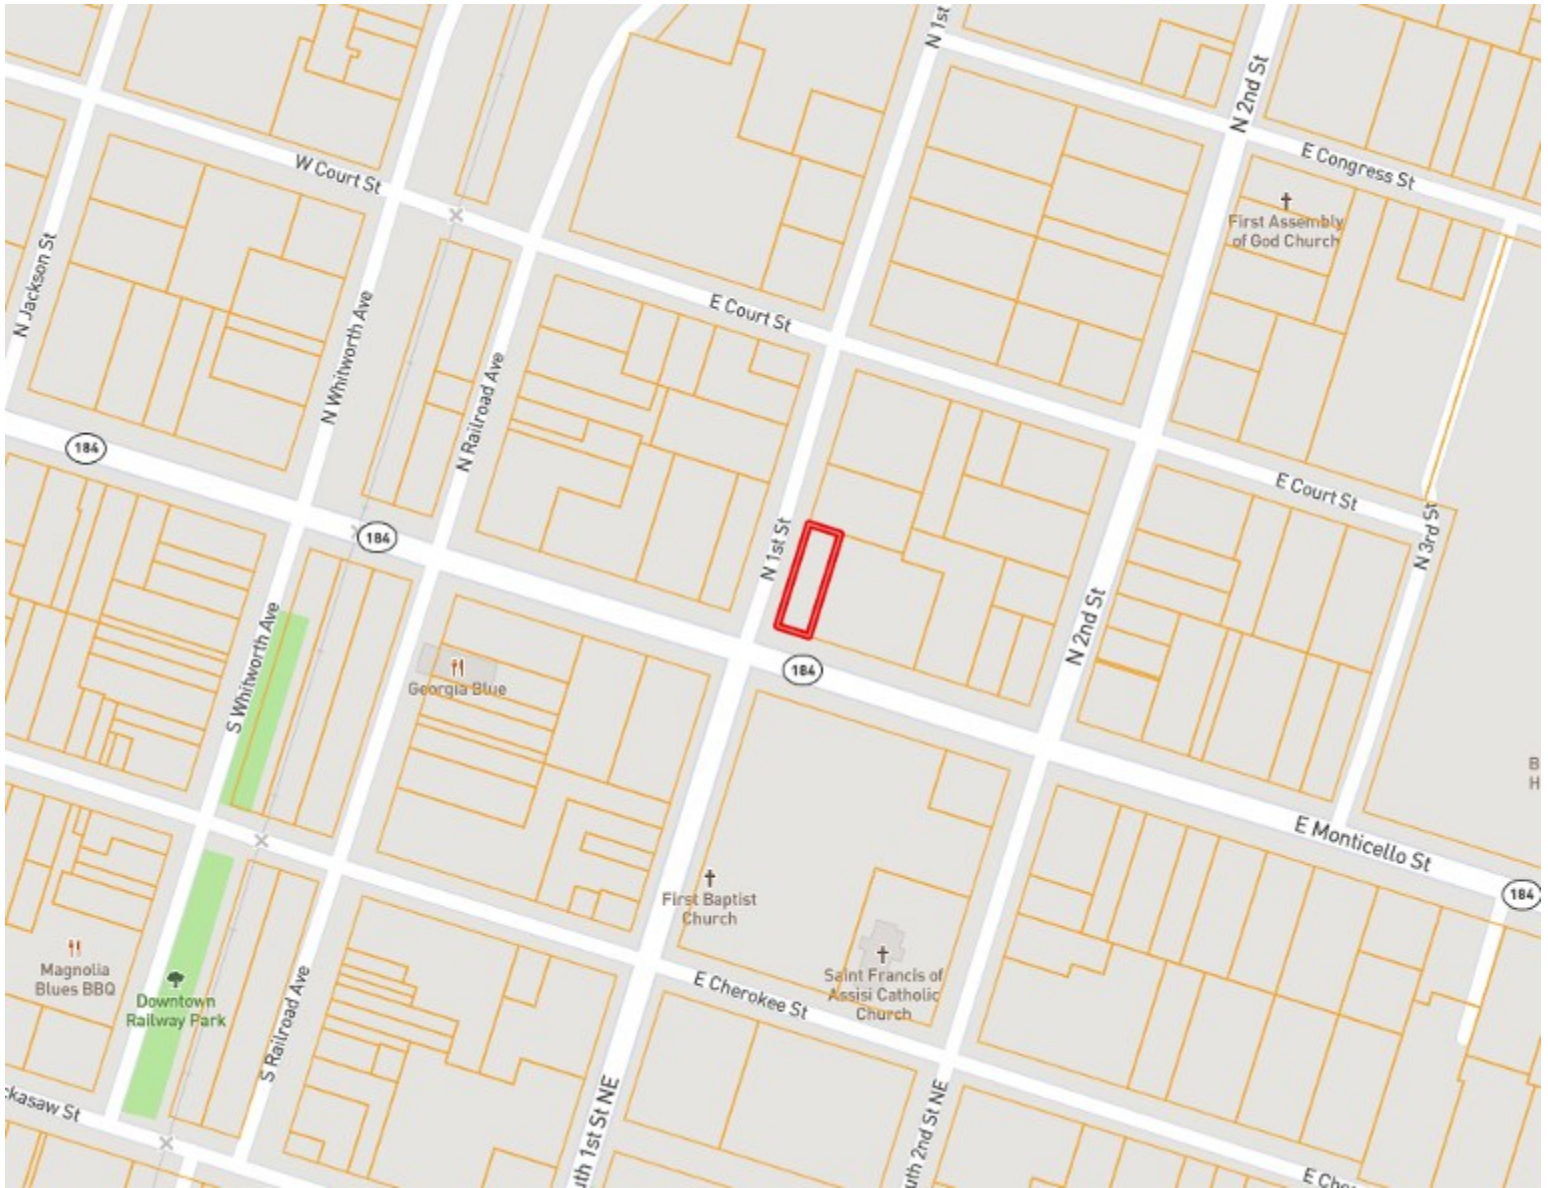 N 1st
N 2nd St
E Congress St
W Court St
First Assembly
of God Church
N Jackson St
N Whitworth Ave
E Court St
N Railroad Ave
184
E Court St
N 1st St
N 3rd St
184
N 2nd St
S Whitworth Ave
184
Georgia Blue
B
H
E Monticello St
184
First Baptist
Church
Magnolia
Blues BBQ
Downtown
Railway Park
S Railroad Ave
E Cherokee St
Saint Francis of
Assisi Catholic
Church
ckasaw St
uth 1st St NE
uth 2nd St NE
E Cher